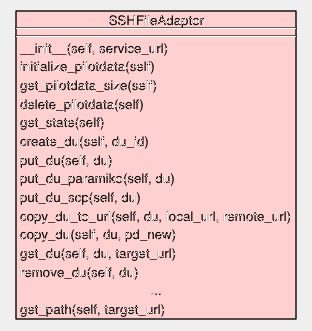 SSHFileAdaptor
__init__(self, service_url)
initialize_pilotdata(self)
get_pilotdata_size(self)
delete_pilotdata(self)
get_state(self)
create_du(self, du_id)
put_du(self, du)
put_du_paramiko(self, du)
put_du_scp(self, du)
copy_du_to_url(self, du, local_url, remote_url)
copy_du(self, du, pd_new)
get_du(self, du, target_url)
remove_du(self, du)
...
get_path(self, target_url)